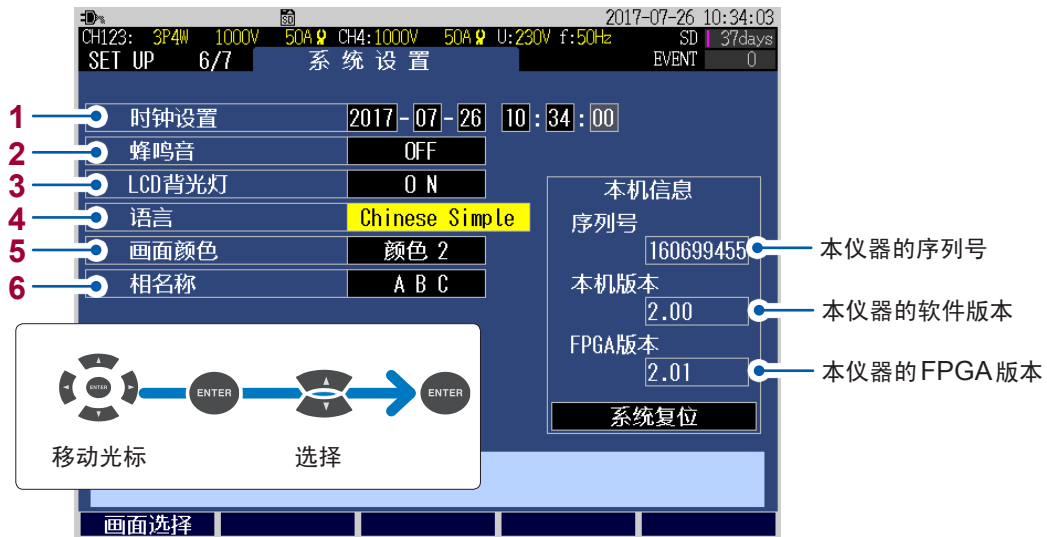 SD 2017-07-26 10:34:03
CH123: 3P4W 1000V 50A CH4:1000V 50A U:230V f:50Hz SD 37days
SET UP 6/7 系统设置 EVENT 0
1 时钟设置 2017-07-26 10:34:00
2 蜂鸣音 OFF
3 LCD背光灯 ON
4 语言 Chinese Simple
5 画面颜色 颜色 2
6 相名称 A B C
本机信息
序列号
160699455 本仪器的序列号
本机版本
2.00 本仪器的软件版本
FPGA版本
2.01 本仪器的FPGA版本
系统复位
ENTER ENTER ENTER
移动光标 选择
画面选择